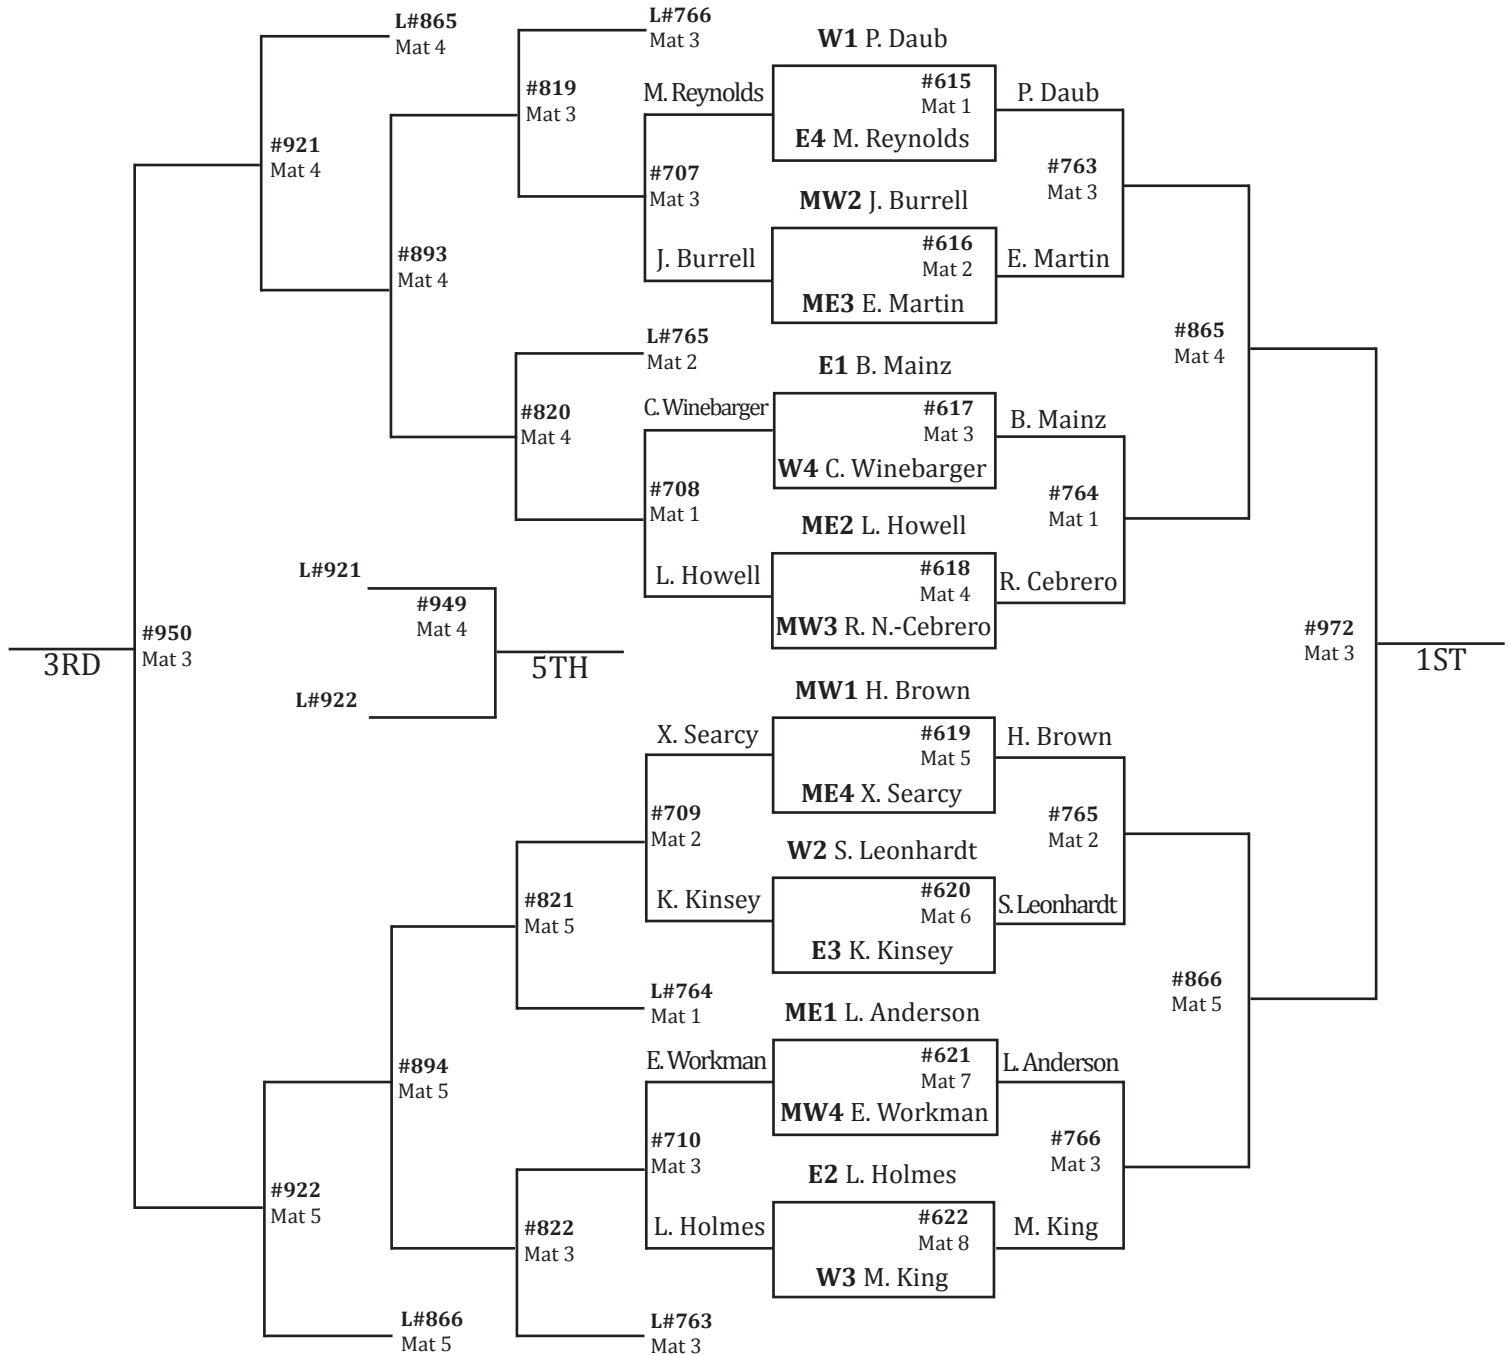 L#865
Mat 4
L#766
Mat 3
W1 P. Daub
#819
Mat 3
M. Reynolds
#615
Mat 1
P. Daub
E4 M. Reynolds
#921
Mat 4
#707
Mat 3
#763
Mat 3
MW2 J. Burrell
#893
Mat 4
J. Burrell
#616
Mat 2
E. Martin
ME3 E. Martin
L#765
Mat 2
#865
Mat 4
E1 B. Mainz
#820
Mat 4
C. Winebarger
#617
Mat 3
B. Mainz
W4 C. Winebarger
#708
Mat 1
#764
Mat 1
ME2 L. Howell
L#921
L. Howell
#618
Mat 4
R. Cebrero
#949
Mat 4
MW3 R. N.-Cebrero
#950
Mat 3
#972
Mat 3
3RD
5TH
1ST
L#922
MW1 H. Brown
X. Searcy
#619
Mat 5
H. Brown
ME4 X. Searcy
#709
Mat 2
#765
Mat 2
W2 S. Leonhardt
#821
Mat 5
K. Kinsey
#620
Mat 6
S. Leonhardt
E3 K. Kinsey
L#764
Mat 1
#866
Mat 5
ME1 L. Anderson
#894
Mat 5
E. Workman
#621
Mat 7
L. Anderson
MW4 E. Workman
#710
Mat 3
#766
Mat 3
E2 L. Holmes
#922
Mat 5
#822
Mat 3
L. Holmes
#622
Mat 8
M. King
W3 M. King
L#866
Mat 5
L#763
Mat 3